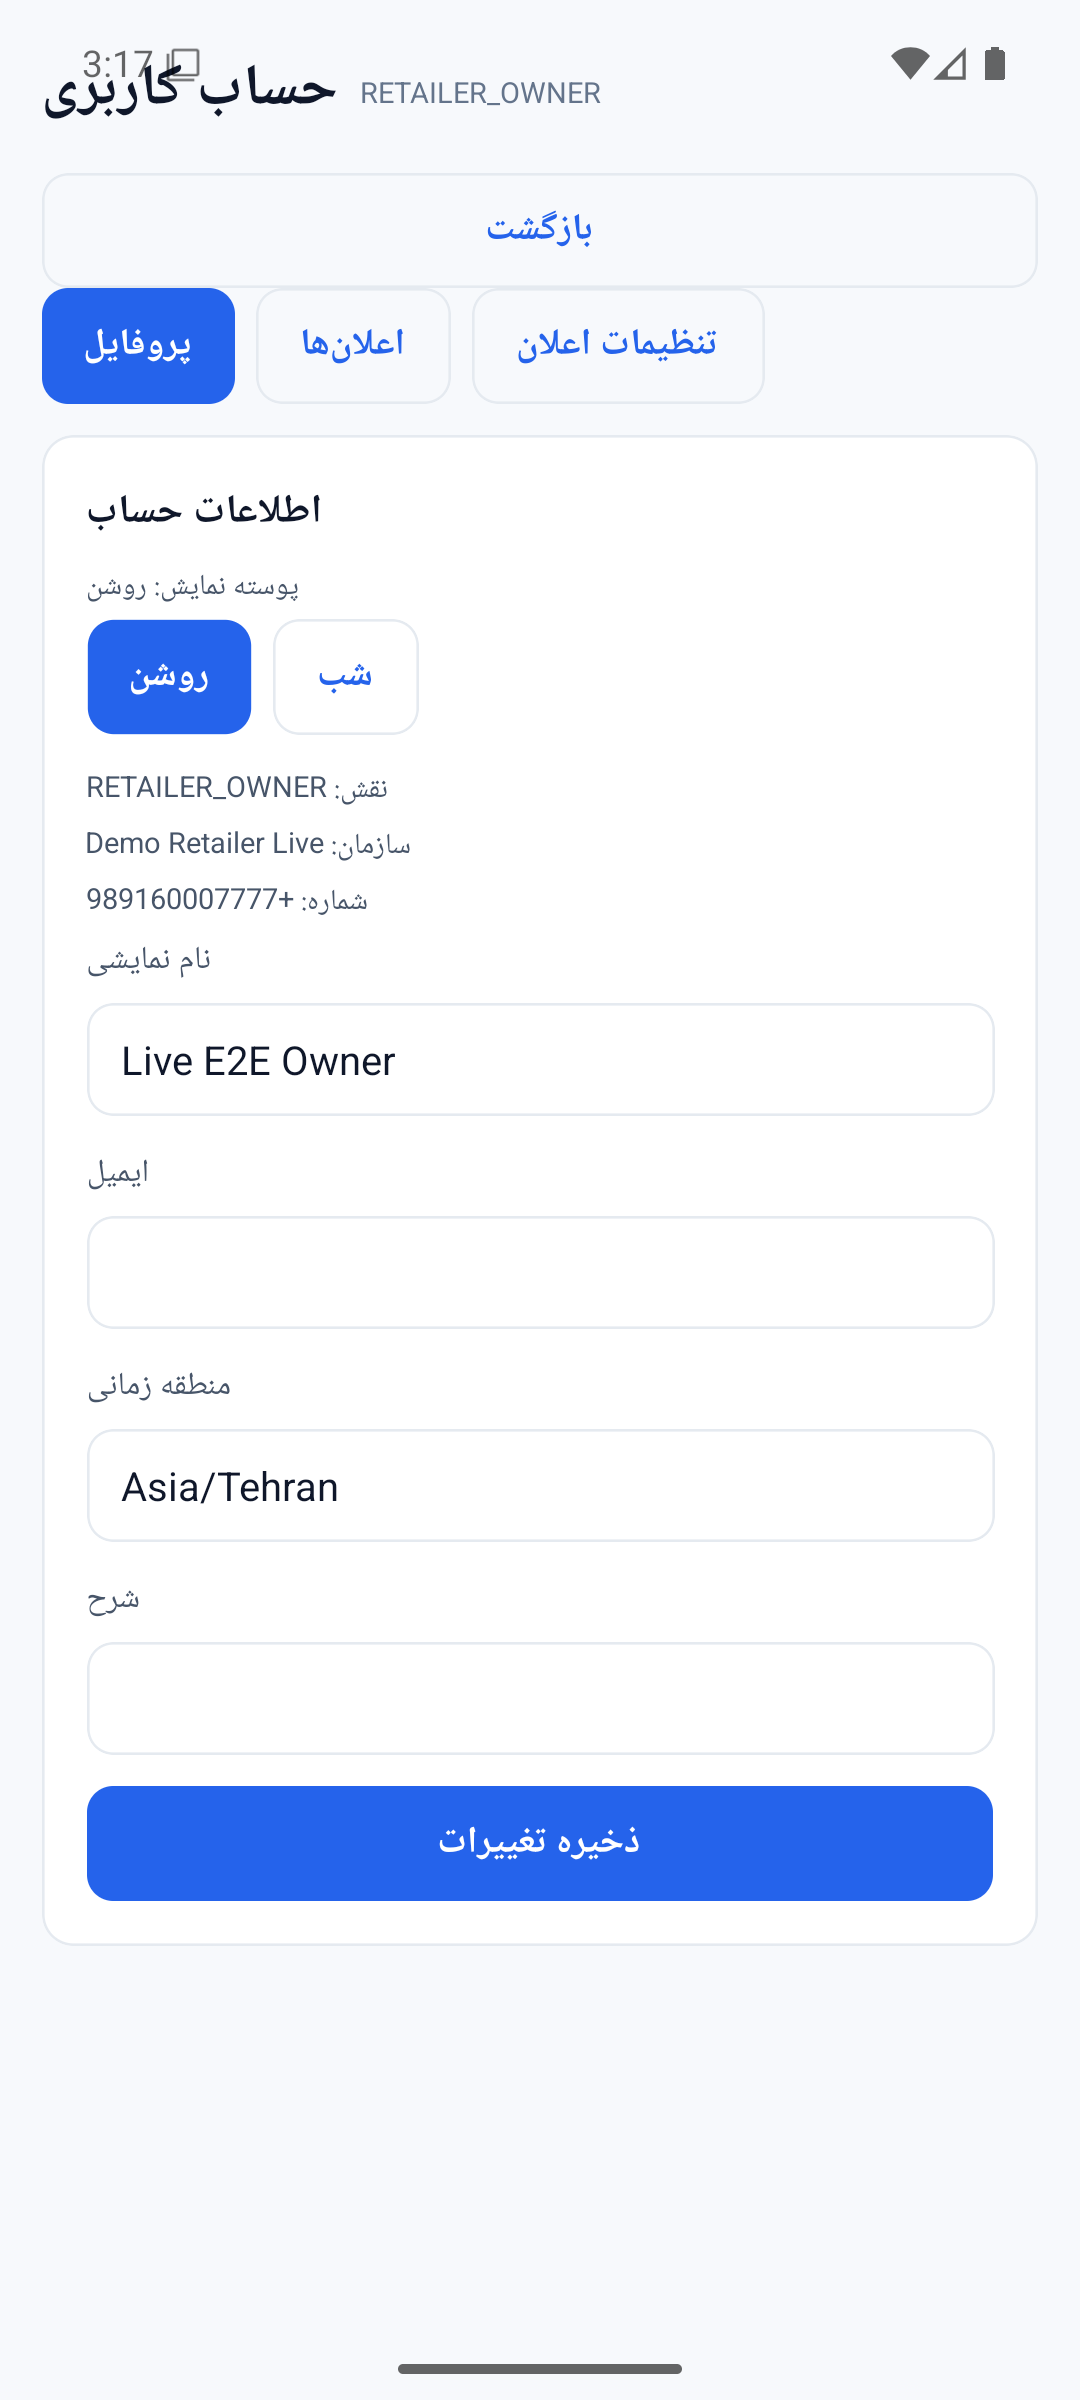 3:17
حساب کاربری RETAILER_OWNER
بازگشت
پروفایل
اعلان‌ها
تنظیمات اعلان
اطلاعات حساب
پوسته نمایش: روشن
روشن
شب
نقش: RETAILER_OWNER
سازمان: Demo Retailer Live
شماره: +989160007777
نام نمایشی
Live E2E Owner
ایمیل
منطقه زمانی
Asia/Tehran
شرح
ذخیره تغییرات